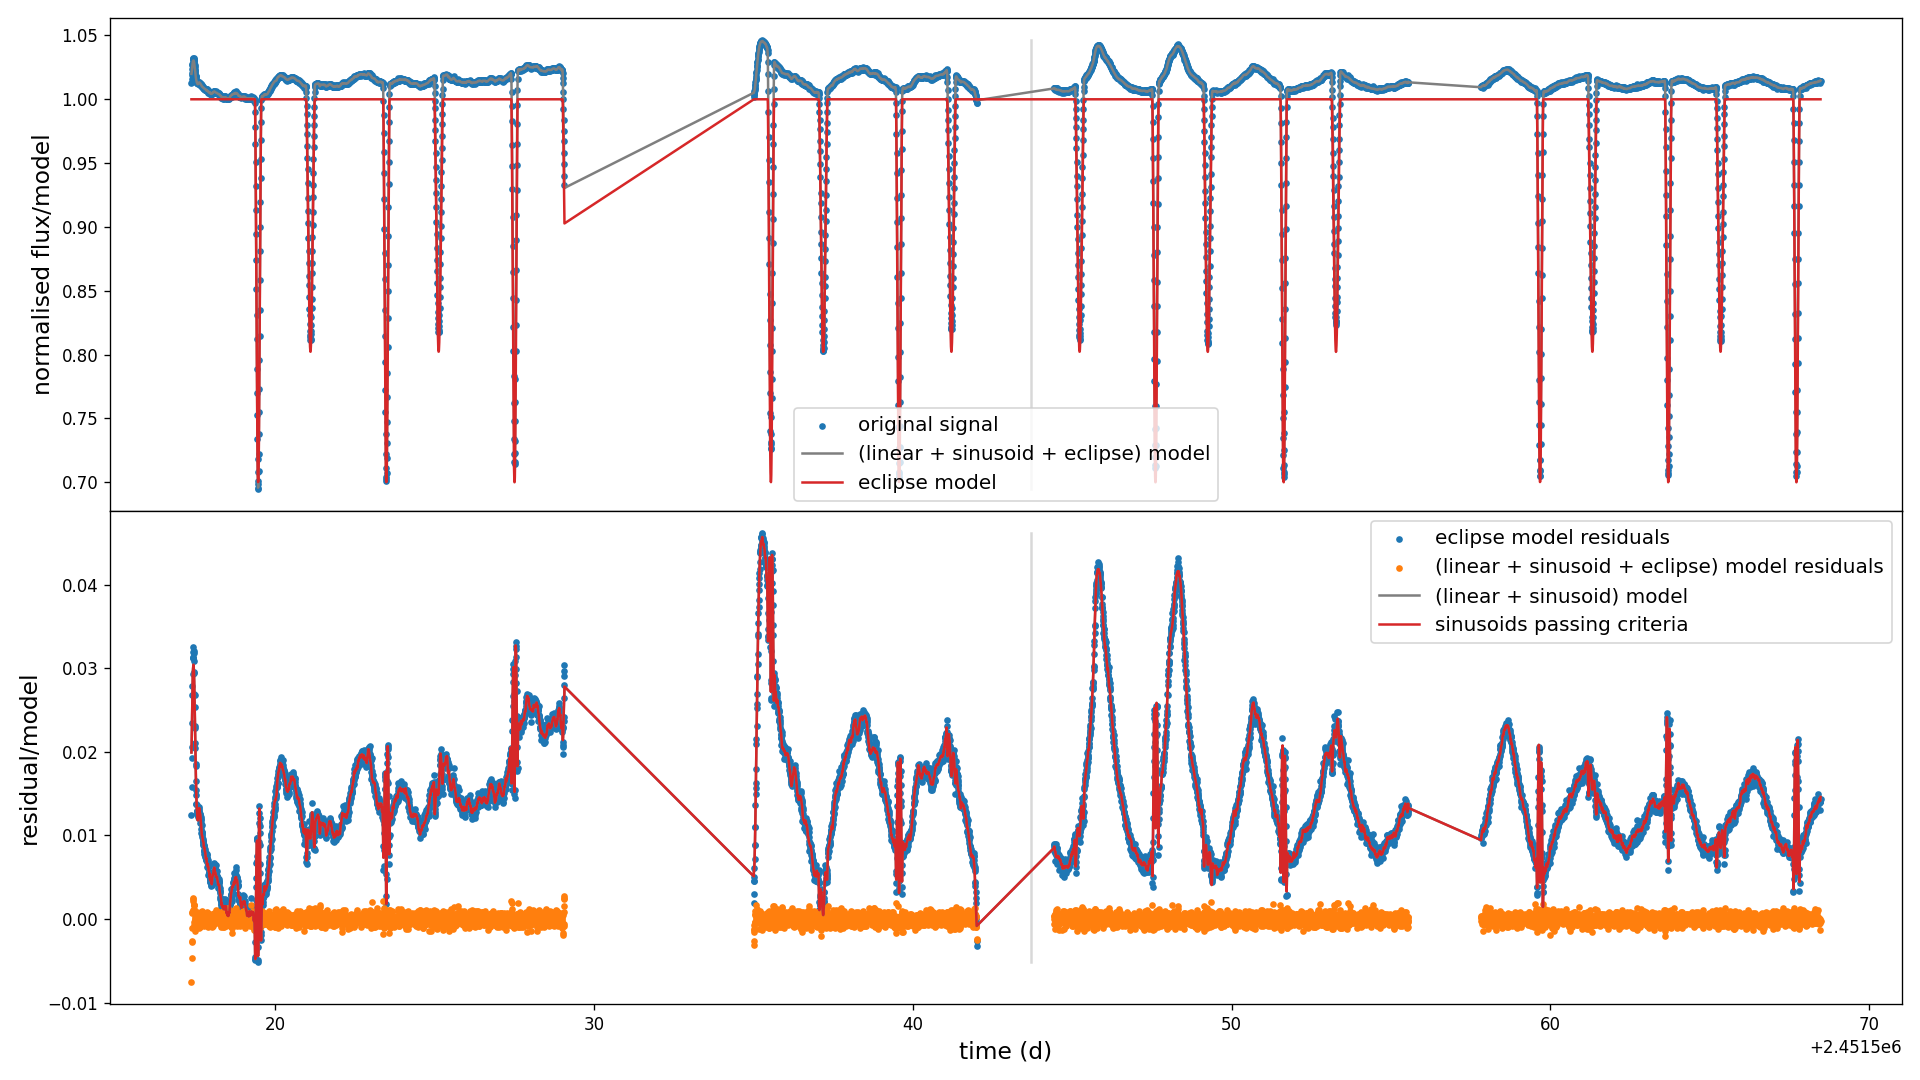 1.05
1.00
0.95
0.90
0.85
0.80
0.75
0.70
normalised flux/model
original signal
(linear + sinusoid + eclipse) model
eclipse model
0.04
0.03
0.02
0.01
0.00
−0.01
residual/model
eclipse model residuals
(linear + sinusoid + eclipse) model residuals
(linear + sinusoid) model
sinusoids passing criteria
20
30
40
50
60
70
time (d)
+2.4515e6